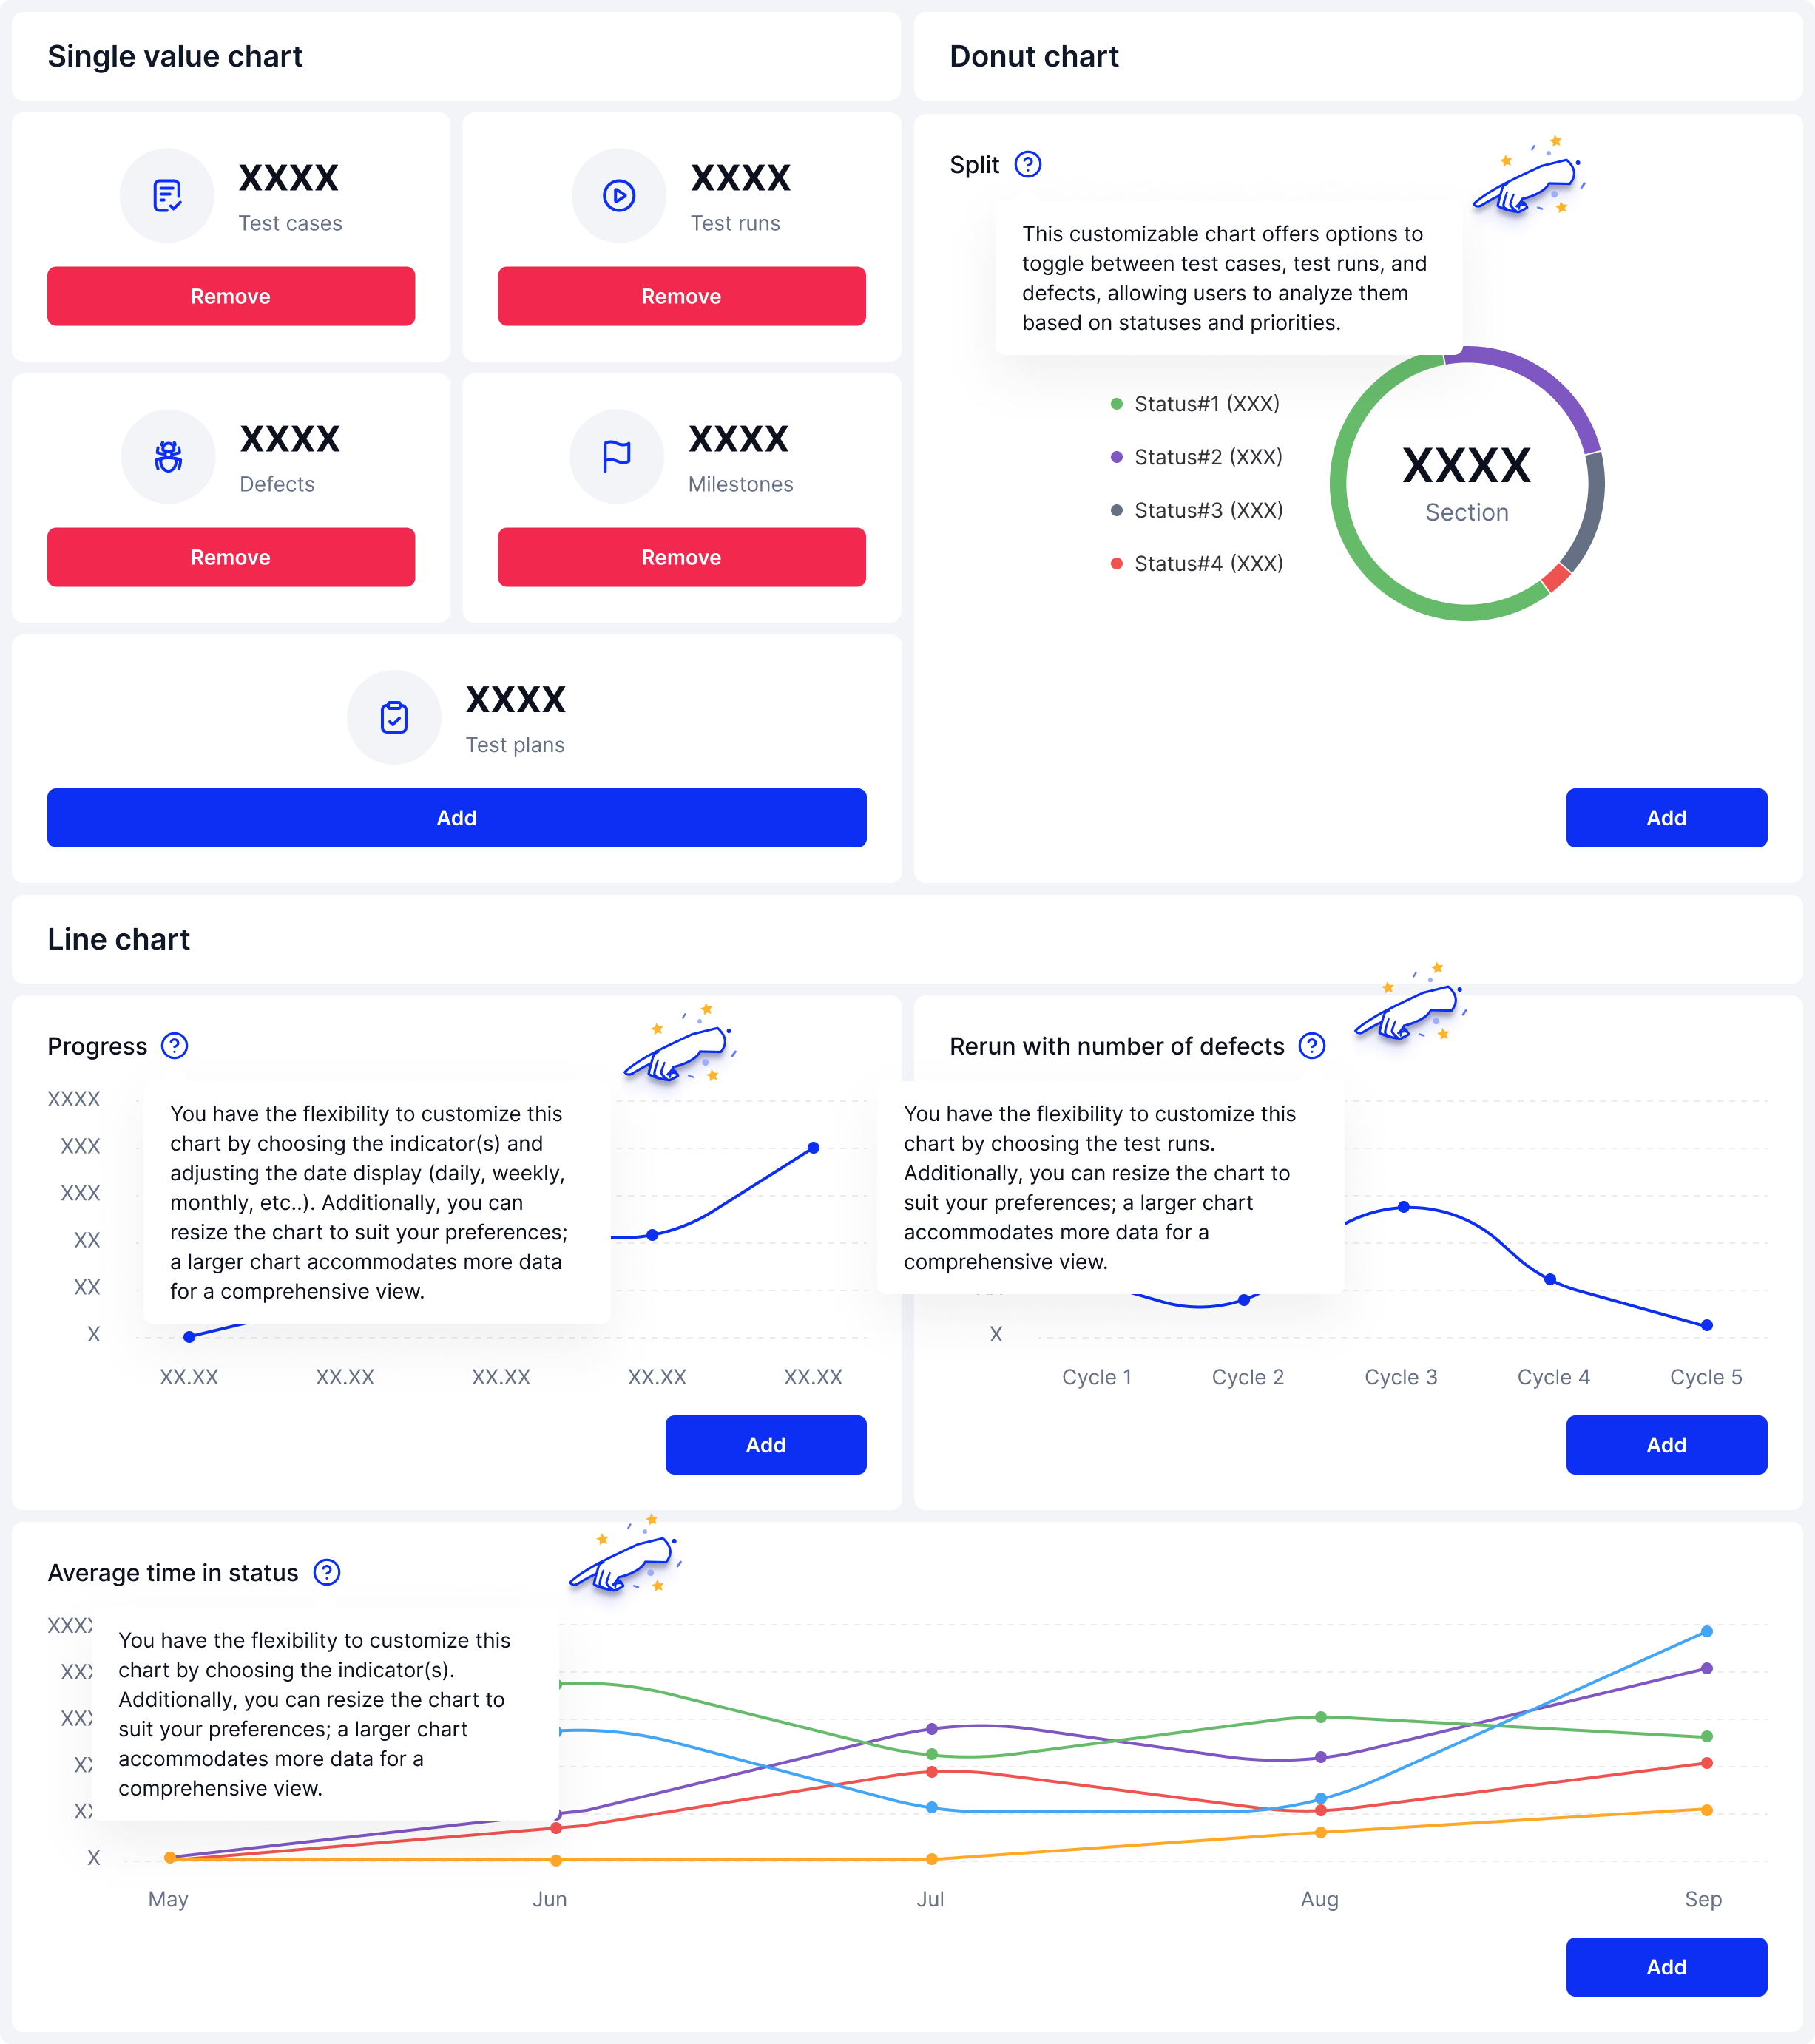 Single value chart
XXXX
Test cases
Remove
XXXX
Test runs
Remove
XXXX
Defects
Remove
XXXX
Milestones
Remove
XXXX
Test plans
Add
Donut chart
Split
This customizable chart offers options to
toggle between test cases, test runs, and
defects, allowing users to analyze them
based on statuses and priorities.
Status#1 (XXX)
Status#2 (XXX)
Status#3 (XXX)
Status#4 (XXX)
XXXX
Section
Add
Line chart
Progress
You have the flexibility to customize this
chart by choosing the indicator(s) and
adjusting the date display (daily, weekly,
monthly, etc..). Additionally, you can
resize the chart to suit your preferences;
a larger chart accommodates more data
for a comprehensive view.
XXXX
XXX
XXX
XX
XX
X
XX.XX XX.XX XX.XX XX.XX XX.XX
Add
Rerun with number of defects
You have the flexibility to customize this
chart by choosing the test runs.
Additionally, you can resize the chart to
suit your preferences; a larger chart
accommodates more data for a
comprehensive view.
X
Cycle 1 Cycle 2 Cycle 3 Cycle 4 Cycle 5
Add
Average time in status
You have the flexibility to customize this
chart by choosing the indicator(s).
Additionally, you can resize the chart to
suit your preferences; a larger chart
accommodates more data for a
comprehensive view.
X
May Jun Jul Aug Sep
Add